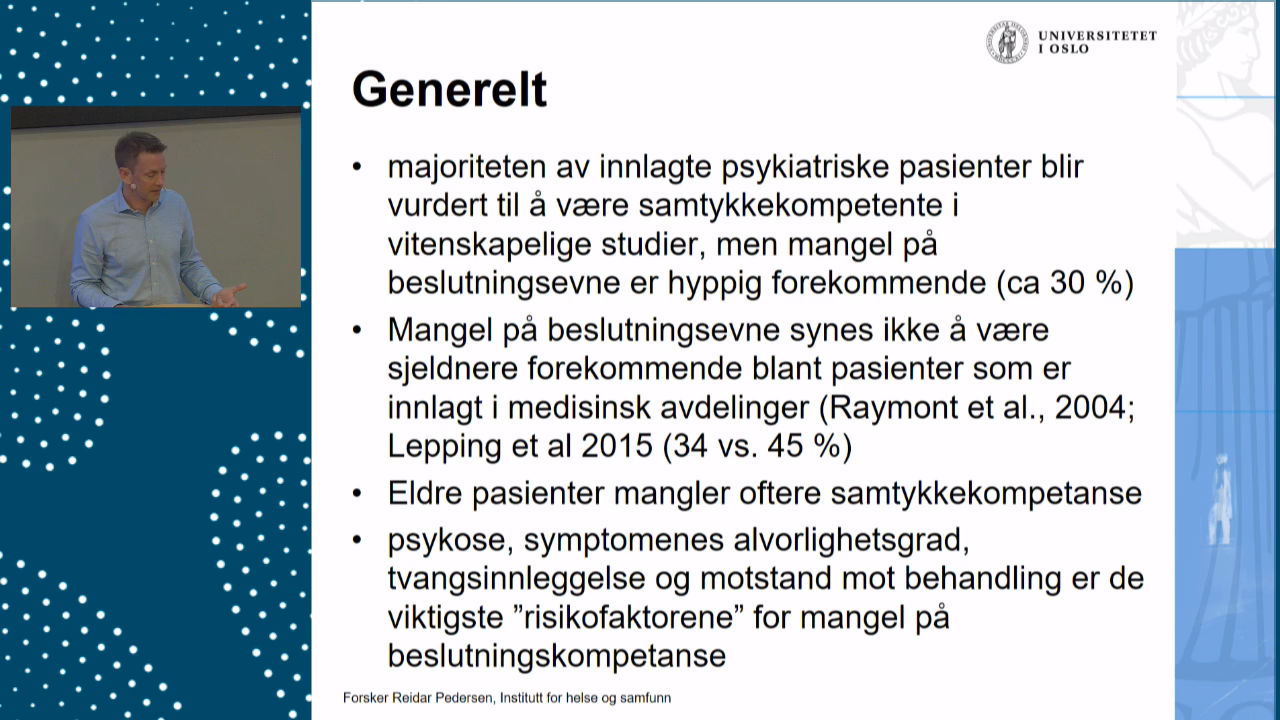 UNIVERSITETET
I OSLO
Generelt
• majoriteten av innlagte psykiatriske pasienter blir
vurdert til å være samtykkekompetente i
vitenskapelige studier, men mangel på
beslutningsevne er hyppig forekommende (ca 30 %)
• Mangel på beslutningsevne synes ikke å være
sjeldnere forekommende blant pasienter som er
innlagt i medisinsk avdelinger (Raymont et al., 2004;
Lepping et al 2015 (34 vs. 45 %)
• Eldre pasienter mangler oftere samtykkekompetanse
• psykose, symptomenes alvorlighetsgrad,
tvangsinnleggelse og motstand mot behandling er de
viktigste ”risikofaktorene” for mangel på
beslutningskompetanse
Forsker Reidar Pedersen, Institutt for helse og samfunn